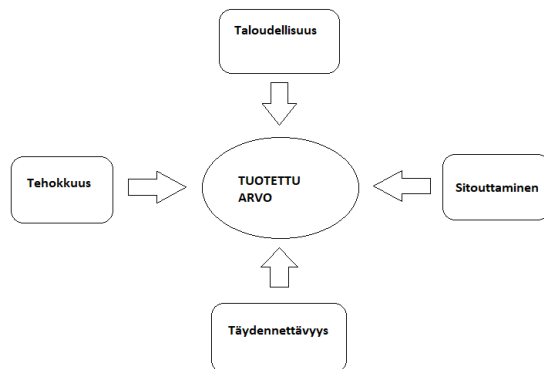 Taloudellisuus
Tehokkuus
TUOTETTU
ARVO
Sitouttaminen
Täydennettävyys